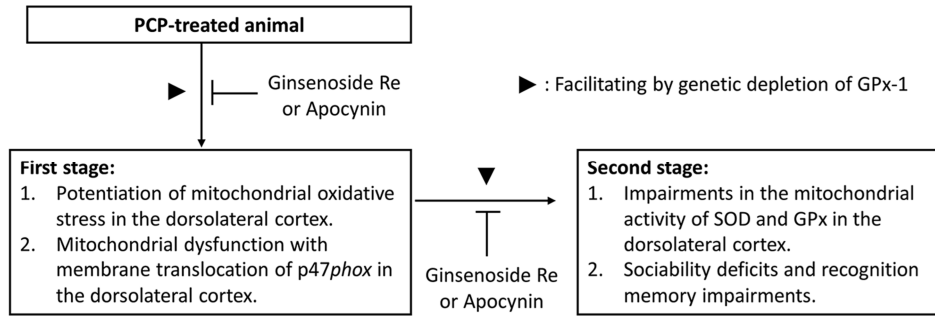 PCP-treated animal
Ginsenoside Re
or Apocynin
▶ : Facilitating by genetic depletion of GPx-1
First stage:
1. Potentiation of mitochondrial oxidative
stress in the dorsolateral cortex.
2. Mitochondrial dysfunction with
membrane translocation of p47phox in
the dorsolateral cortex.
Ginsenoside Re
or Apocynin
Second stage:
1. Impairments in the mitochondrial
activity of SOD and GPx in the
dorsolateral cortex.
2. Sociability deficits and recognition
memory impairments.